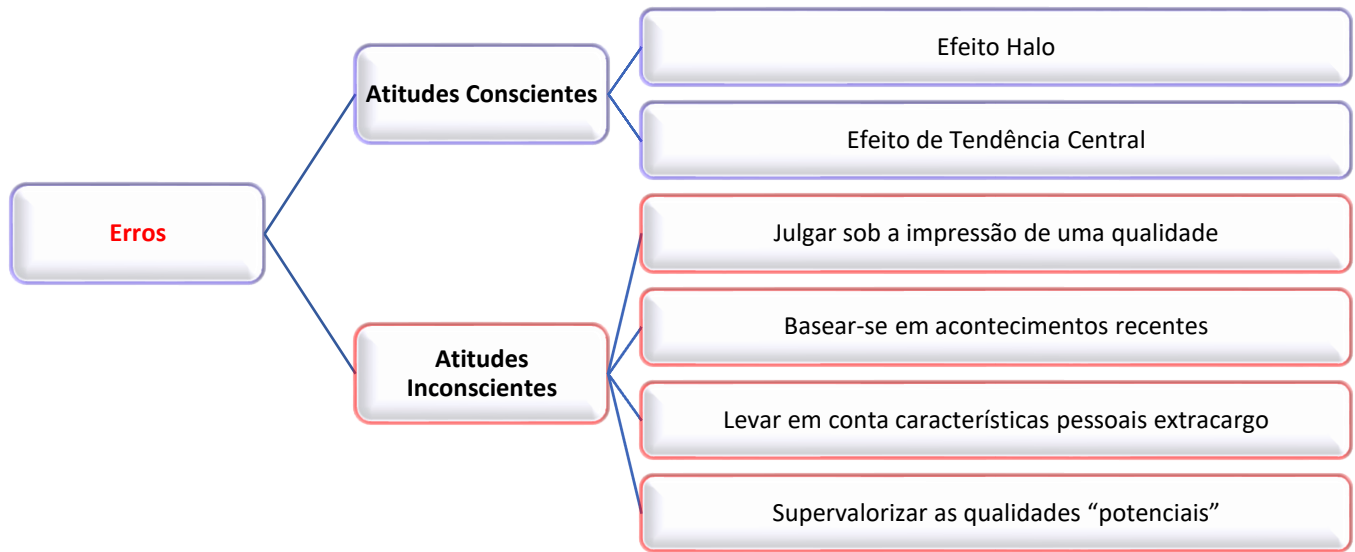 Erros
Atitudes Conscientes
Efeito Halo
Efeito de Tendência Central
Atitudes
Inconscientes
Julgar sob a impressão de uma qualidade
Basear-se em acontecimentos recentes
Levar em conta características pessoais extracargo
Supervalorizar as qualidades “potenciais”